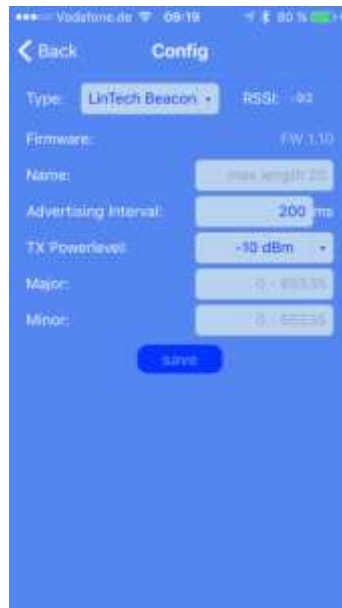 Vodafone.de 09:19 80 %
Back Config
Type: LinTech Beacon RSSI: -93
Firmware: FW 1.10
Name: max length 20
Advertising Interval: 200 ms
TX Powerlevel: -10 dBm
Major: 0 - 65535
Minor: 0 - 65535
save